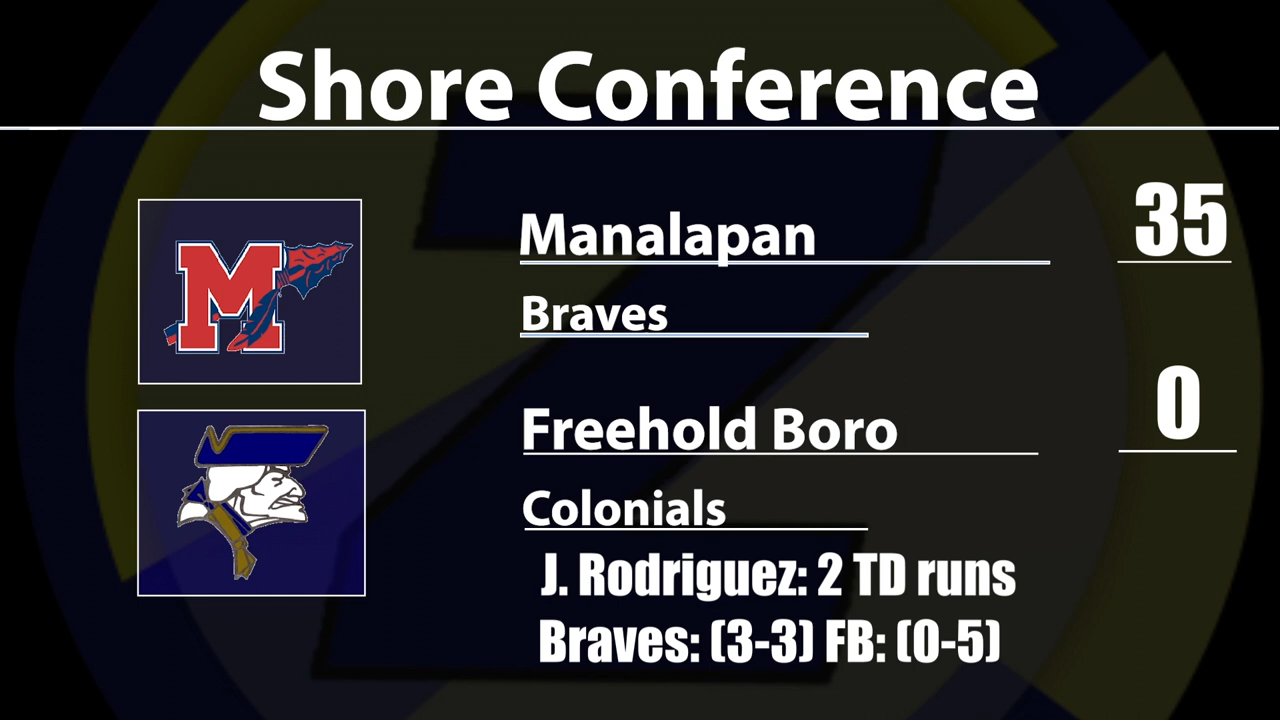 Shore Conference
Manalapan 35
Braves
M
Freehold Boro 0
Colonials
J. Rodriguez: 2 TD runs
Braves: (3-3) FB: (0-5)